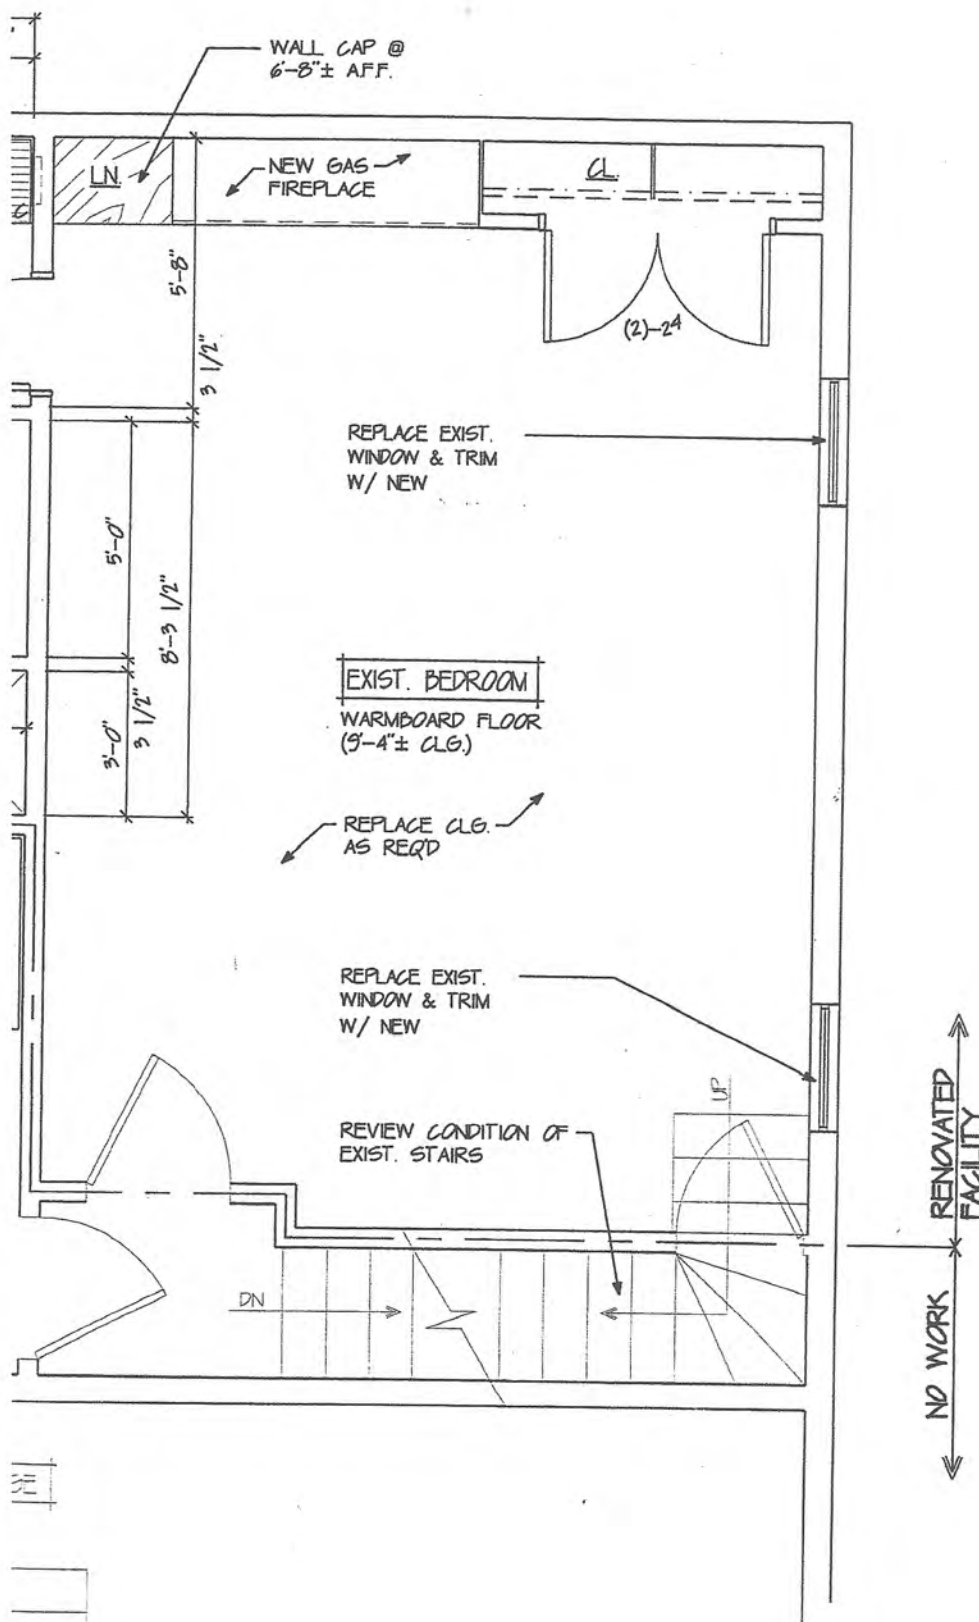 WALL CAP @
6'-8"± A.F.F.
LN.
NEW GAS
FIREPLACE
CL.
(2)-2⁴
5'-8"
3 1/2"
REPLACE EXIST.
WINDOW & TRIM
W/ NEW
5'-0"
8'-3 1/2"
3'-0"
3 1/2"
EXIST. BEDROOM
WARMBOARD FLOOR
(9'-4"± CLG.)
REPLACE CLG.
AS REQ'D
REPLACE EXIST.
WINDOW & TRIM
W/ NEW
UP
REVIEW CONDITION OF
EXIST. STAIRS
DN
RENOVATED
FACILITY
NO WORK